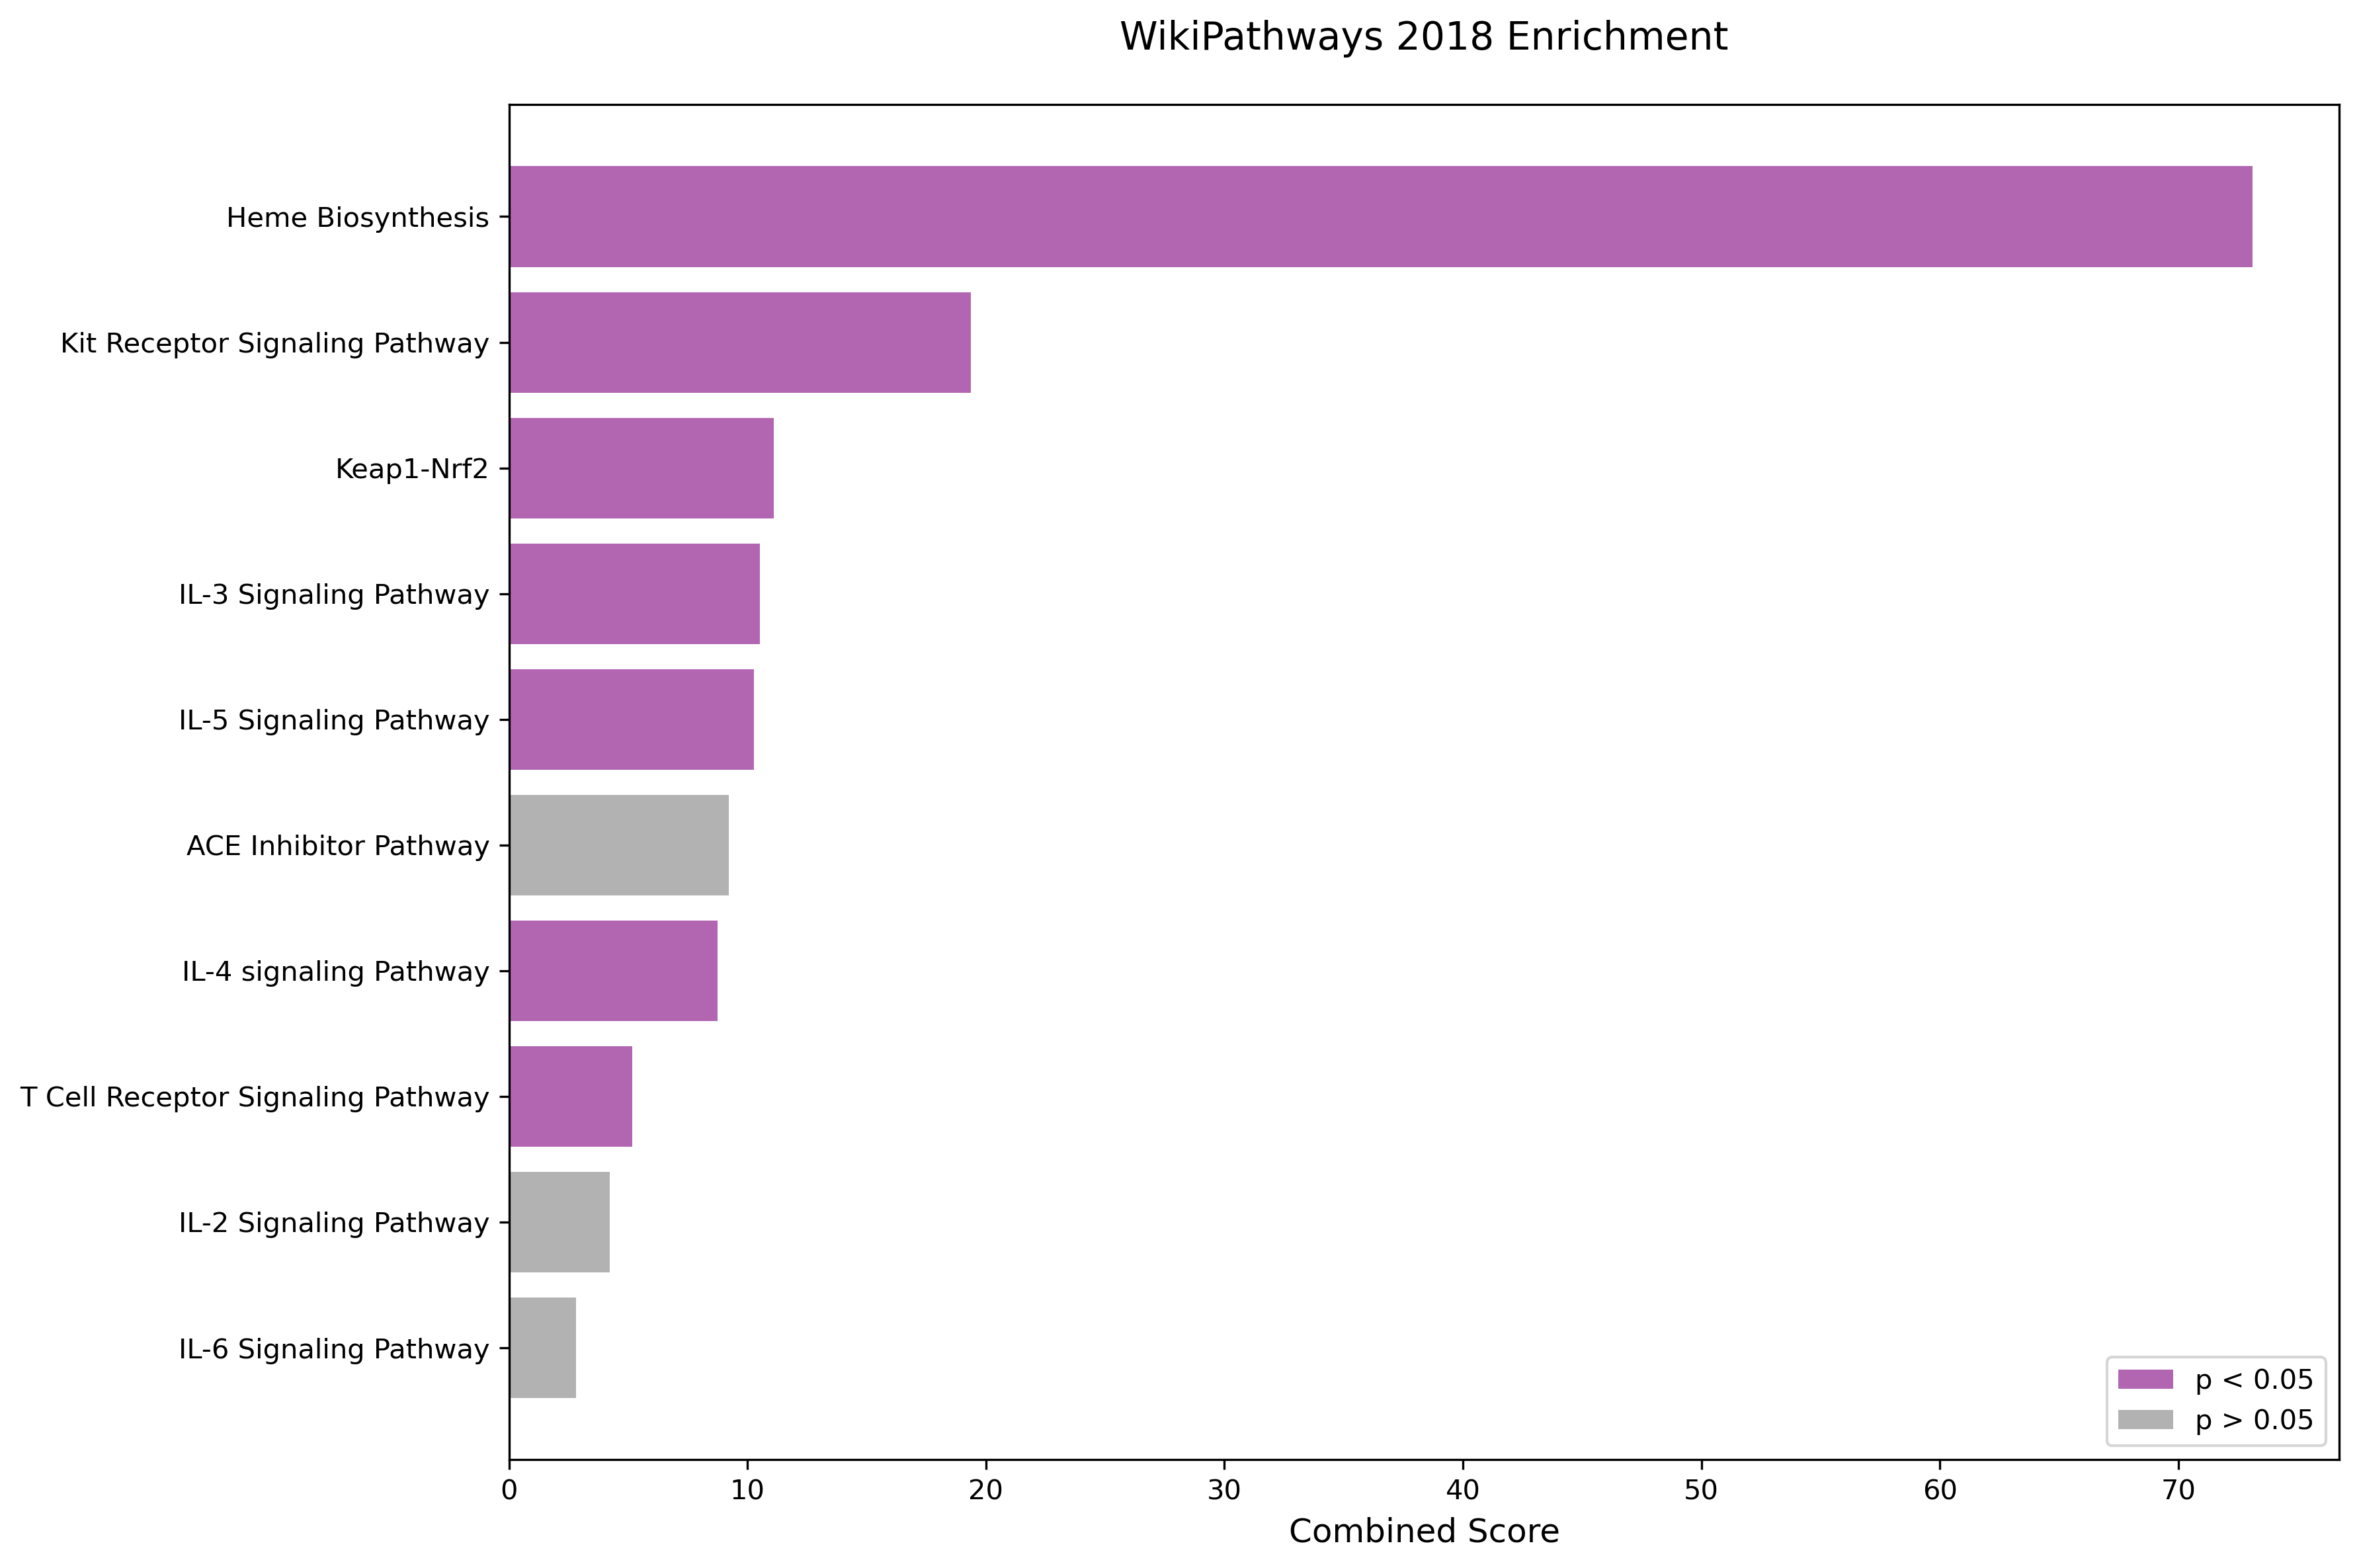 WikiPathways 2018 Enrichment
Heme Biosynthesis
Kit Receptor Signaling Pathway
Keap1-Nrf2
IL-3 Signaling Pathway
IL-5 Signaling Pathway
ACE Inhibitor Pathway
IL-4 signaling Pathway
T Cell Receptor Signaling Pathway
IL-2 Signaling Pathway
IL-6 Signaling Pathway
p < 0.05
p > 0.05
0 10 20 30 40 50 60 70
Combined Score